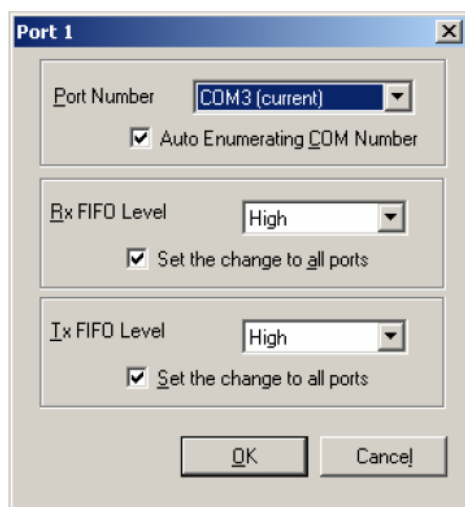 Port 1
Port Number COM3 (current)
Auto Enumerating COM Number
Rx FIFO Level High
Set the change to all ports
Tx FIFO Level High
Set the change to all ports
OK Cancel